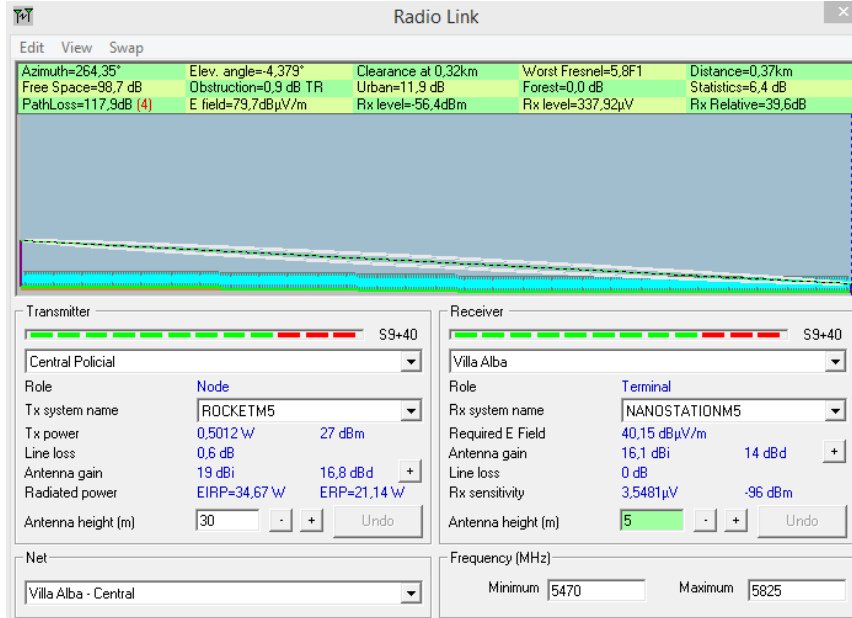 Radio Link
Edit View Swap
Azimuth=264,35° Elev. angle=-4,379° Clearance at 0,32km Worst Fresnel=5,8F1 Distance=0,37km
Free Space=98,7 dB Obstruction=0,9 dB TR Urban=11,9 dB Forest=0,0 dB Statistics=6,4 dB
PathLoss=117,9dB (4) E field=79,7dBµV/m Rx level=-56,4dBm Rx level=337,92µV Rx Relative=39,6dB
Transmitter
S9+40
Central Policial
Role Node
Tx system name ROCKETM5
Tx power 0,5012 W 27 dBm
Line loss 0,6 dB
Antenna gain 19 dBi 16,8 dBd +
Radiated power EIRP=34,67 W ERP=21,14 W
Antenna height (m) 30 - + Undo
Receiver
S9+40
Villa Alba
Role Terminal
Rx system name NANOSTATIONM5
Required E Field 40,15 dBµV/m
Antenna gain 16,1 dBi 14 dBd +
Line loss 0 dB
Rx sensitivity 3,5481µV -96 dBm
Antenna height (m) 5 - + Undo
Net
Villa Alba - Central
Frequency (MHz)
Minimum 5470 Maximum 5825